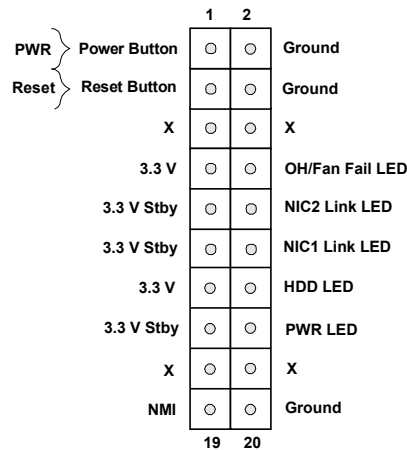 1 2
PWR Power Button Ground
Reset Reset Button Ground
X X
3.3 V OH/Fan Fail LED
3.3 V Stby NIC2 Link LED
3.3 V Stby NIC1 Link LED
3.3 V HDD LED
3.3 V Stby PWR LED
X X
NMI Ground
19 20